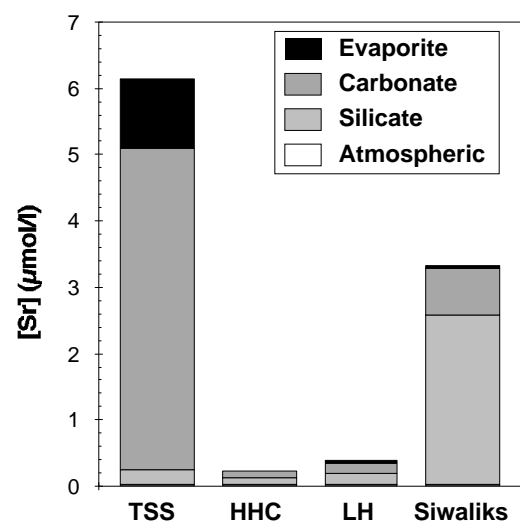 [Sr] (µmol/l)
7
6
5
4
3
2
1
0
Evaporite
Carbonate
Silicate
Atmospheric
TSS HHC LH Siwaliks